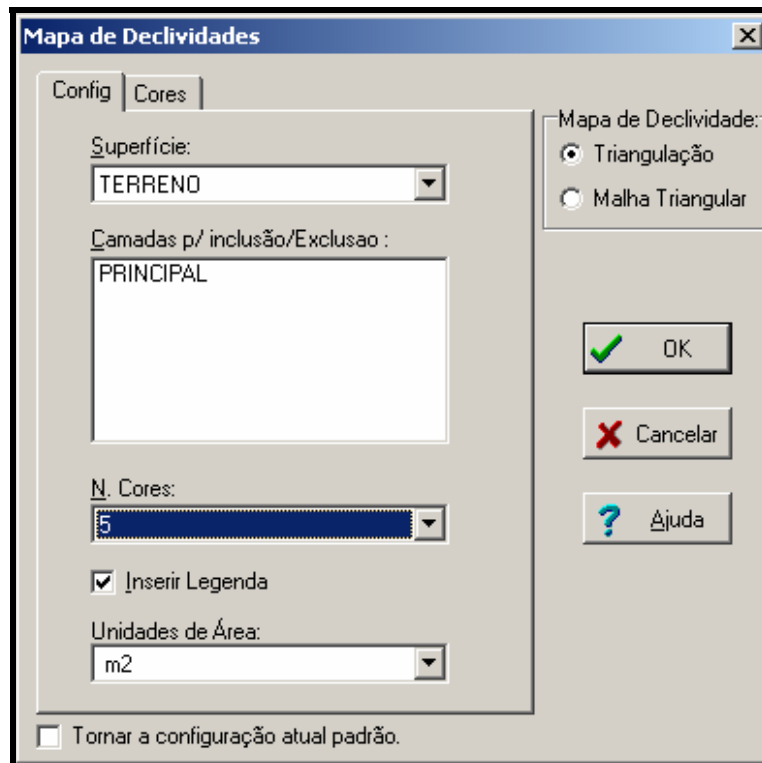 Mapa de Declividades
Config
Cores
Superfície:
TERRENO
Camadas p/ inclusão/Exclusao :
PRINCIPAL
N. Cores:
5
Inserir Legenda
Unidades de Área:
m2
Tornar a configuração atual padrão.
Mapa de Declividade:
Triangulação
Malha Triangular
OK
Cancelar
Ajuda